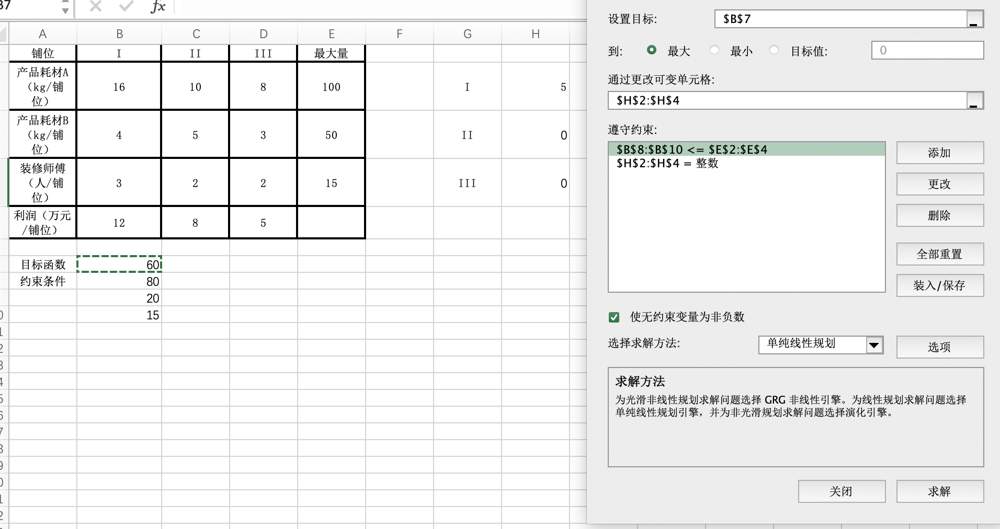 B7
fx
A B C D E F G H
铺位 I II III 最大量
产品耗材A
（kg/铺
位）
16 10 8 100 I 5
产品耗材B
（kg/铺
位）
4 5 3 50 II 0
装修师傅
（人/铺
位）
3 2 2 15 III 0
利润（万元
/铺位）
12 8 5
目标函数 60
约束条件 80
20
15
设置目标: $B$7
到: 最大 最小 目标值: 0
通过更改可变单元格:
$H$2:$H$4
遵守约束:
$B$8:$B$10 <= $E$2:$E$4
$H$2:$H$4 = 整数
添加
更改
删除
全部重置
装入/保存
使无约束变量为非负数
选择求解方法: 单纯线性规划 选项
求解方法
为光滑非线性规划求解问题选择 GRG 非线性引擎。为线性规划求解问题选择
单纯线性规划引擎，并为非光滑规划求解问题选择演化引擎。
关闭 求解